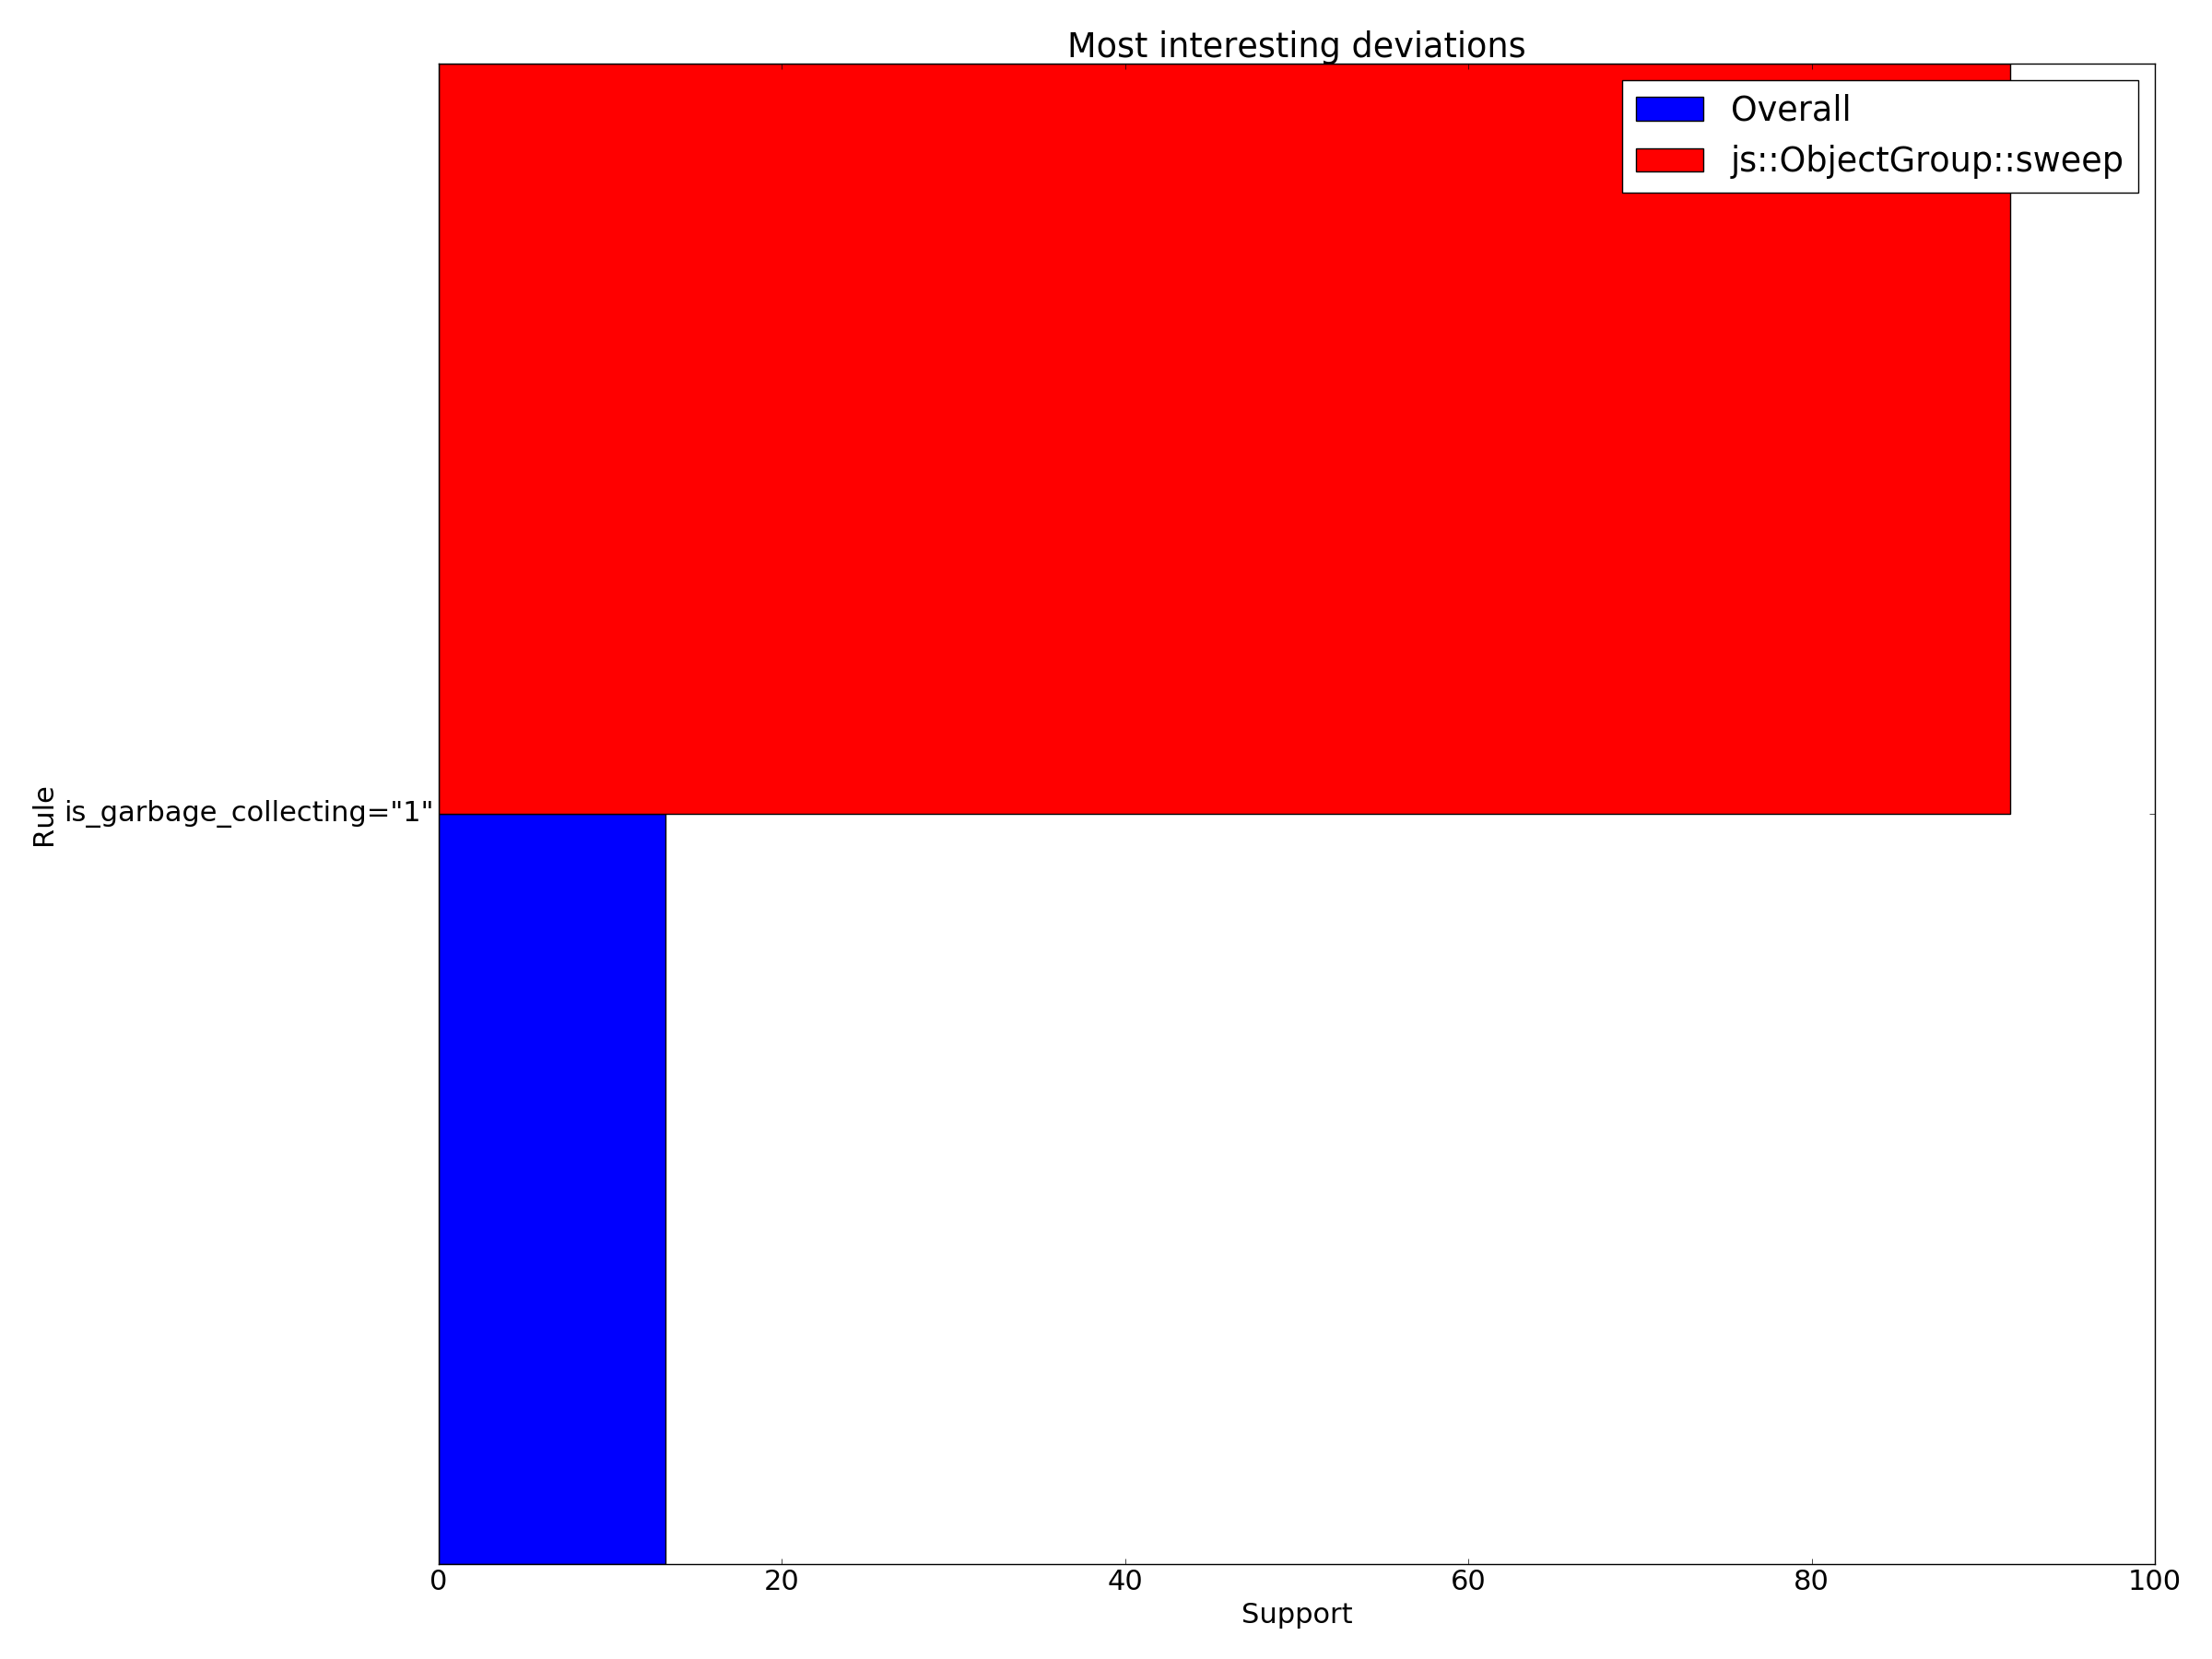 Most interesting deviations
Overall
js::ObjectGroup::sweep
Rule
is_garbage_collecting="1"
0 20 40 60 80 100
Support